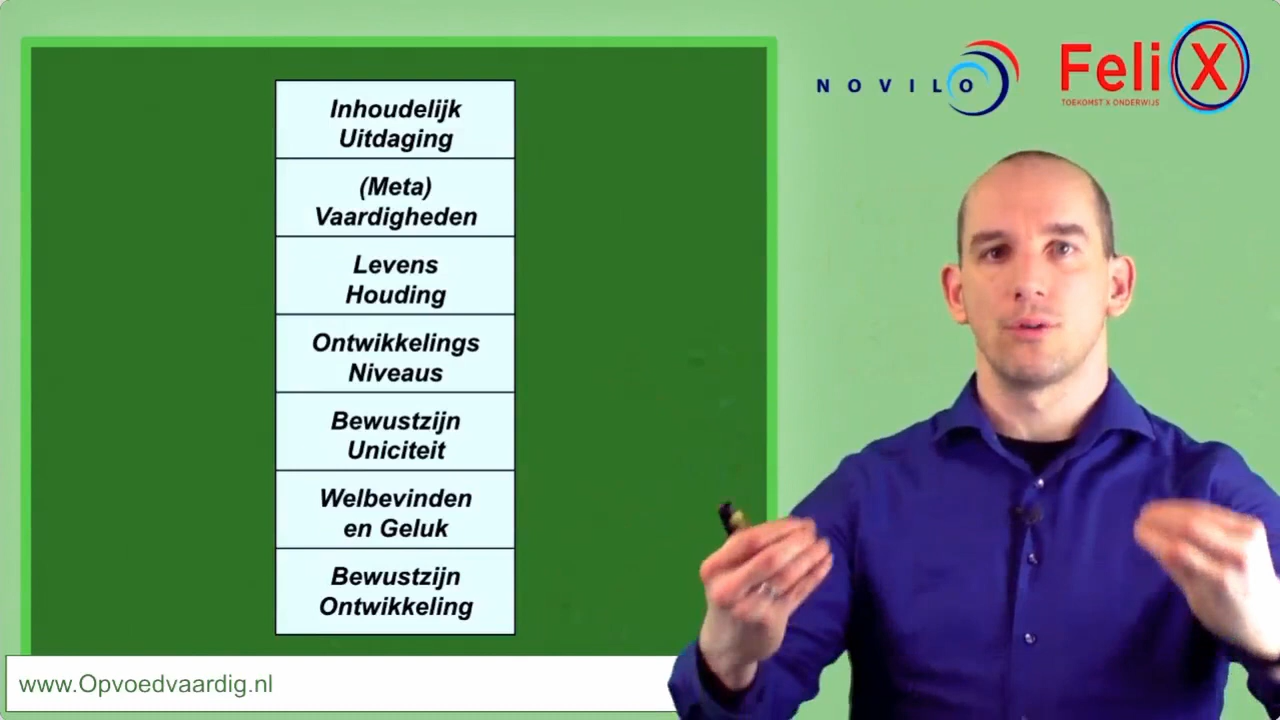 Inhoudelijk
Uitdaging
(Meta)
Vaardigheden
Levens
Houding
Ontwikkelings
Niveaus
Bewustzijn
Uniciteit
Welbevinden
en Geluk
Bewustzijn
Ontwikkeling
NOVILO
FeliX
TOEKOMST X ONDERWIJS
www.Opvoedvaardig.nl